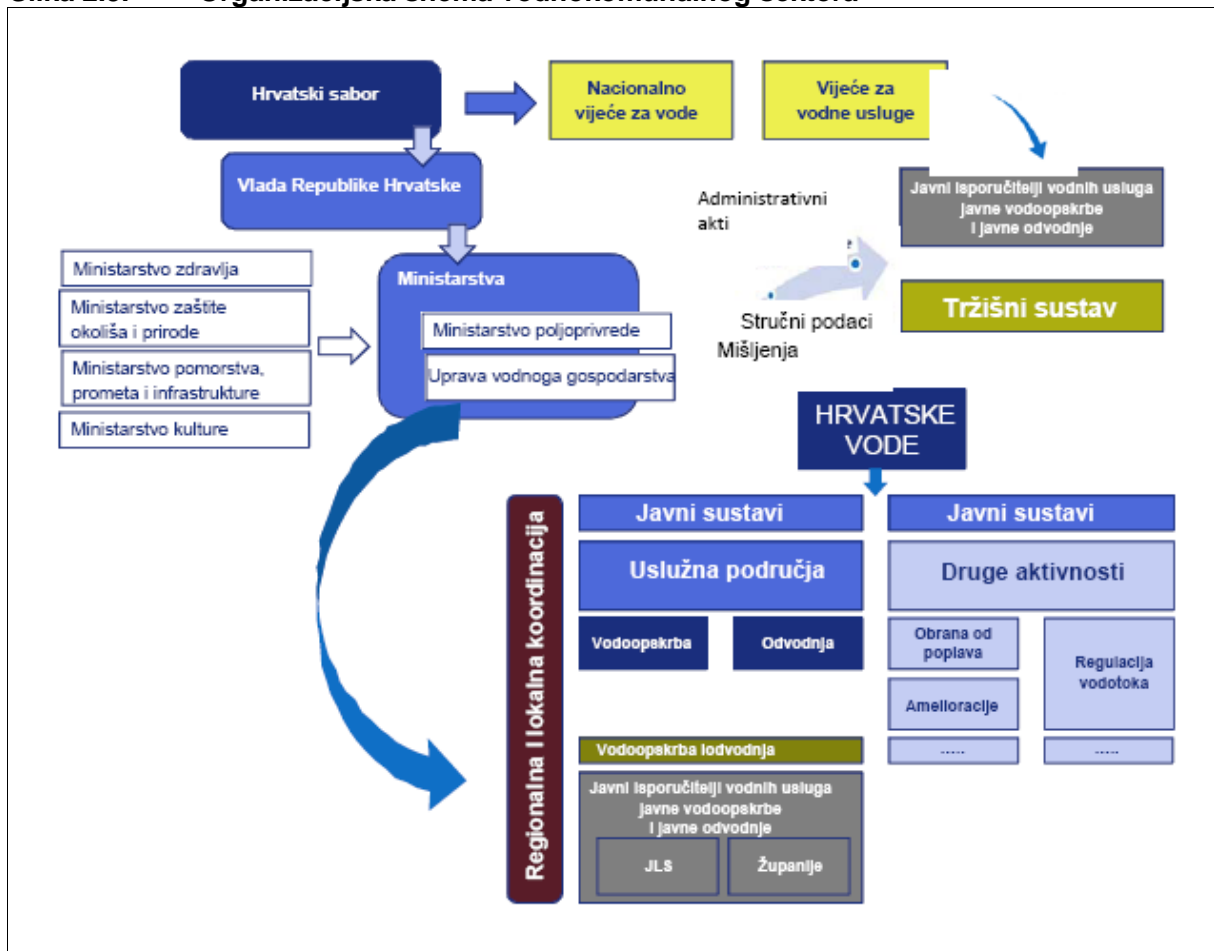 Hrvatski sabor
Nacionalno
vijeće za vode
Vijeće za
vodne usluge
Vlada Republike Hrvatske
Administrativni
akti
Javni isporučitelji vodnih usluga
javne vodoopskrbe
I javne odvodnje
Ministarstvo zdravlja
Ministarstvo zaštite
okoliša i prirode
Ministarstvo pomorstva,
prometa i infrastrukture
Ministarstvo kulture
Ministarstva
Ministarstvo poljoprivrede
Uprava vodnoga gospodarstva
Stručni podaci
Mišljenja
Tržišni sustav
HRVATSKE
VODE
Regionalna I lokalna koordinacija
Javni sustavi
Uslužna područja
Vodoopskrba
Odvodnja
Javni sustavi
Druge aktivnosti
Obrana od
poplava
Regulacija
vodotoka
Amelioracije
-----
-----
Vodoopskrba Iodvodnja
Javni Isporučitelji vodnih usluga
javne vodoopskrbe
I javne odvodnje
JLS
Županije